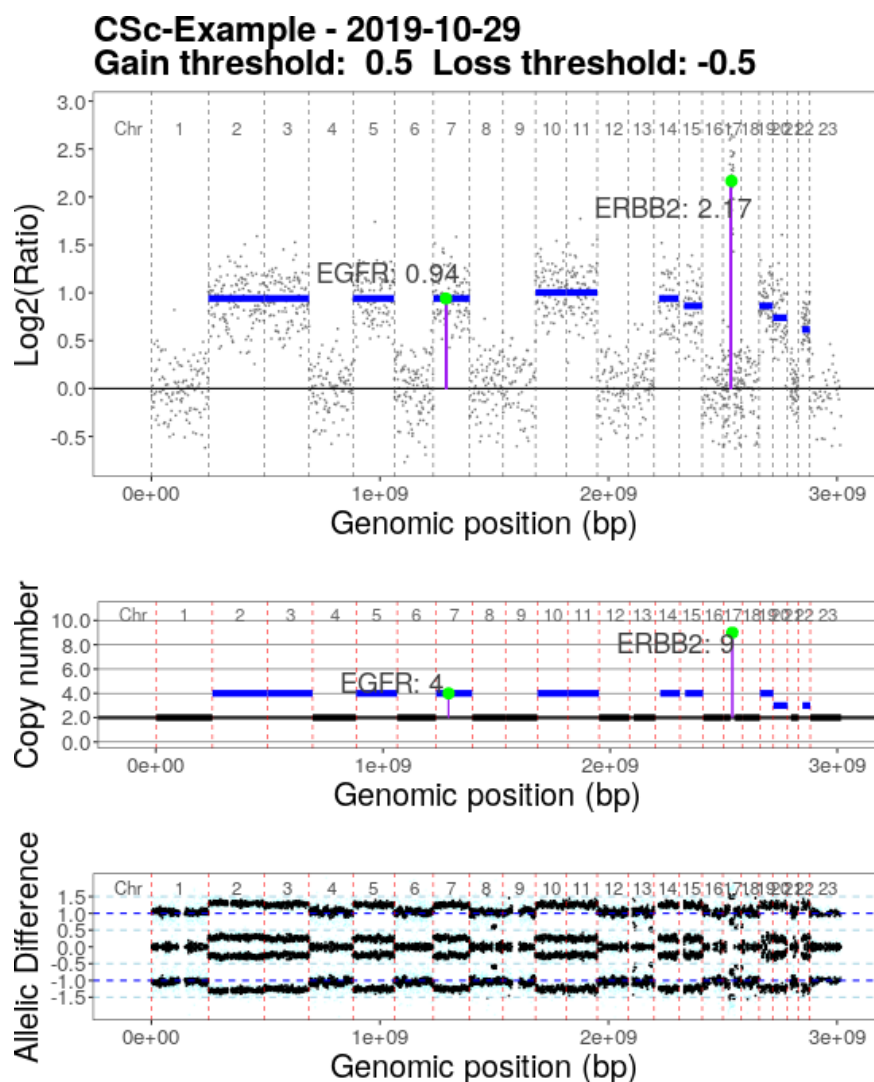 CSc-Example - 2019-10-29
Gain threshold:  0.5  Loss threshold: -0.5
Log2(Ratio)
3.0
2.5
2.0
1.5
1.0
0.5
0.0
-0.5
Chr 1 2 3 4 5 6 7 8 9 10 11 12 13 14 15 16 17 18 19 20 21 22 23
ERBB2: 2.17
EGFR: 0.94
0e+00 1e+09 2e+09 3e+09
Genomic position (bp)
Copy number
10.0
8.0
6.0
4.0
2.0
0.0
Chr 1 2 3 4 5 6 7 8 9 10 11 12 13 14 15 16 17 18 19 20 21 22 23
ERBB2: 9
EGFR: 4
0e+00 1e+09 2e+09 3e+09
Genomic position (bp)
Allelic Difference
1.5
1.0
0.5
0.0
-0.5
-1.0
-1.5
Chr 1 2 3 4 5 6 7 8 9 10 11 12 13 14 15 16 17 18 19 20 21 22 23
0e+00 1e+09 2e+09 3e+09
Genomic position (bp)